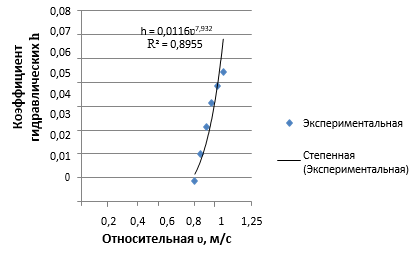 0,08
0,07
0,06
0,05
0,04
0,03
0,02
0,01
0
Коэффициент
гидравлических h
h = 0,0116υ^7,932
R² = 0,8955
Экспериментальная
Степенная
(Экспериментальная)
0,2 0,4 0,6 0,8 1 1,25
Относительная υ, м/с